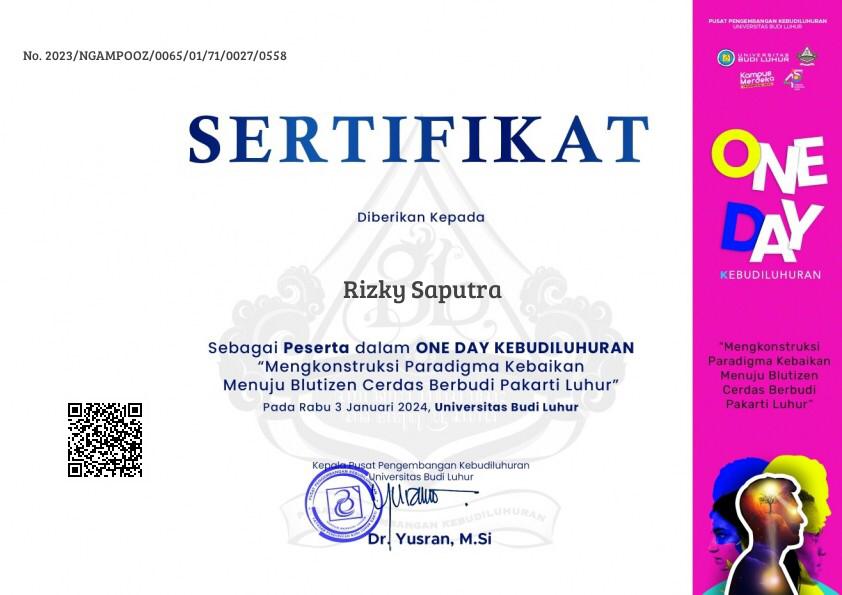 No. 2023/NGAMPOOZ/0065/01/71/0027/0558
SERTIFIKAT
Diberikan Kepada
Rizky Saputra
Sebagai Peserta dalam ONE DAY KEBUDILUHURAN
“Mengkonstruksi Paradigma Kebaikan
Menuju Blutizen Cerdas Berbudi Pakarti Luhur”
Pada Rabu 3 Januari 2024, Universitas Budi Luhur
Kepala Pusat Pengembangan Kebudiluhuran
Universitas Budi Luhur
Dr. Yusran, M.Si
PUSAT PENGEMBANGAN KEBUDILUHURAN
UNIVERSITAS BUDI LUHUR
UNIVERSITAS
BUDI LUHUR
Kampus
Merdeka
ONE
DAY
KEBUDILUHURAN
“Mengkonstruksi
Paradigma Kebaikan
Menuju Blutizen
Cerdas Berbudi
Pakarti Luhur”